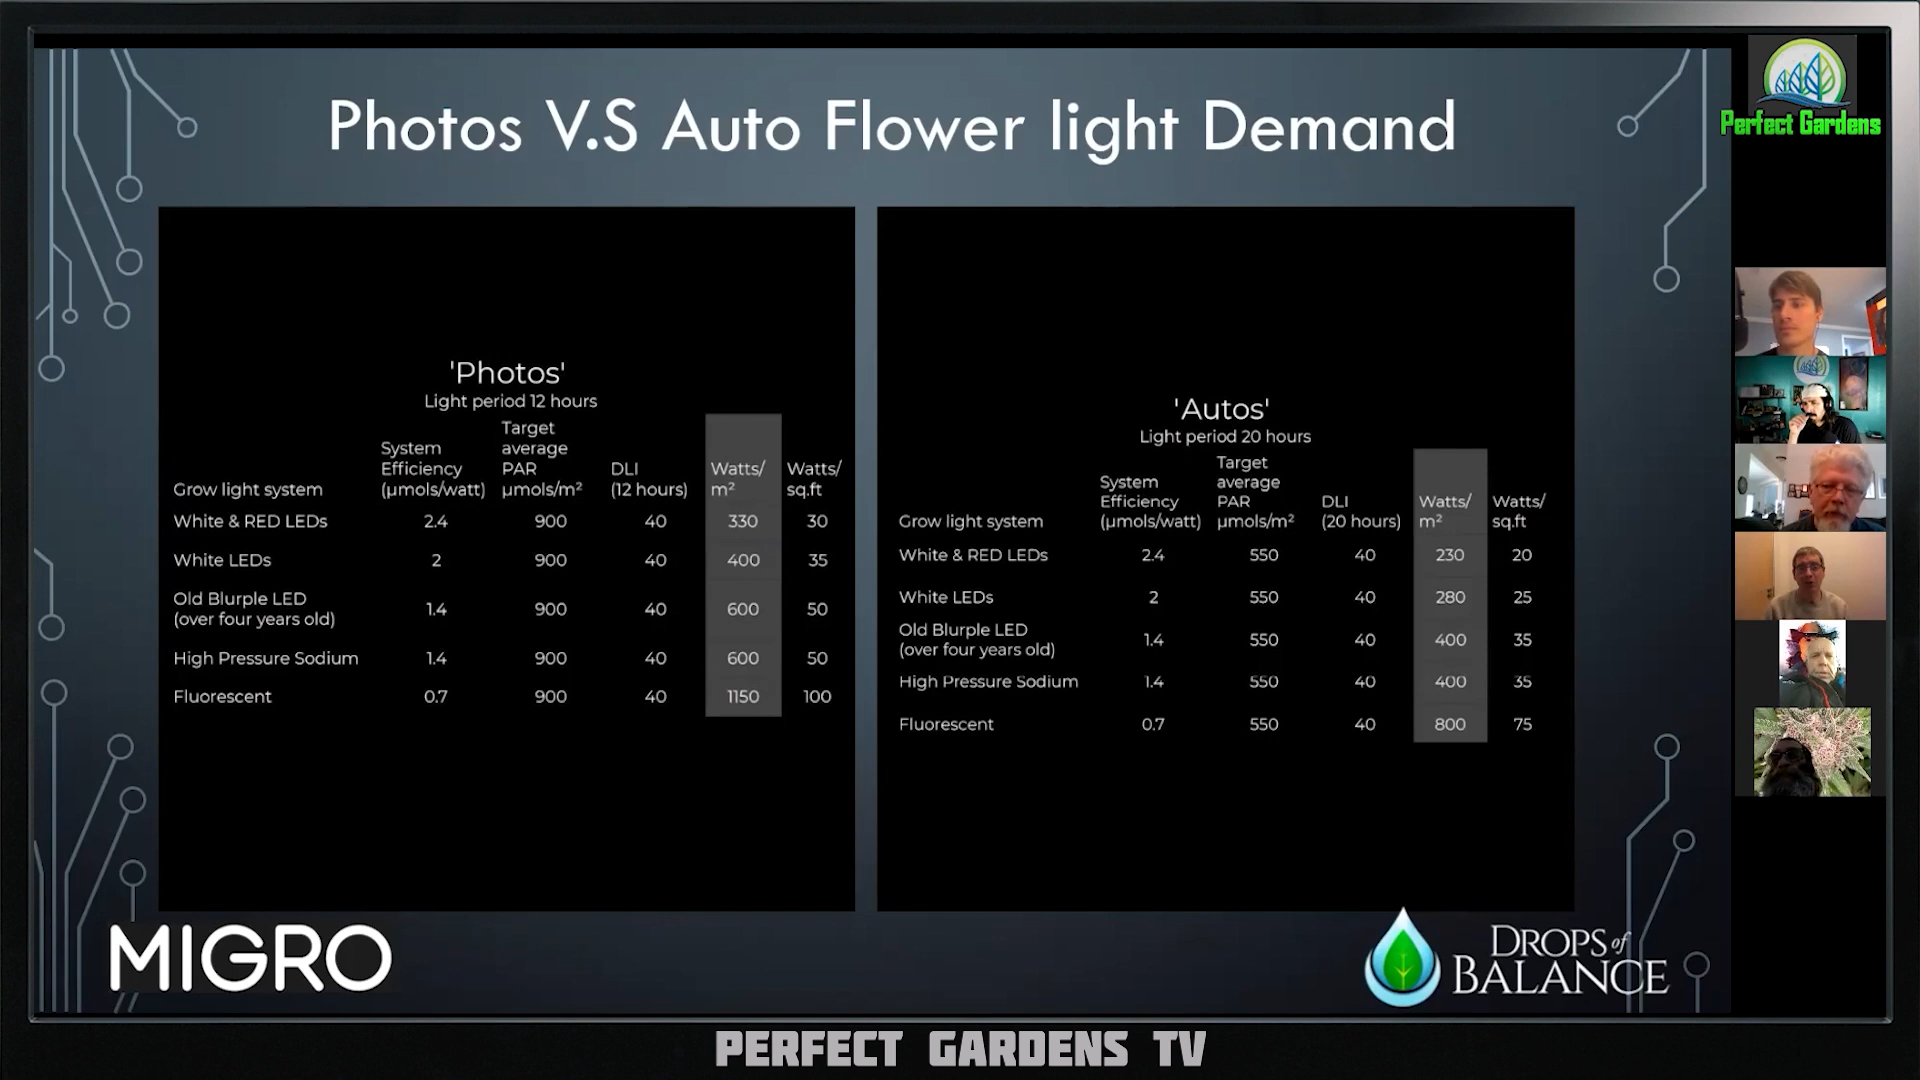 Photos V.S Auto Flower light Demand
Perfect Gardens
'Photos'
Light period 12 hours
Grow light system
System
Efficiency
(µmols/watt)
Target
average
PAR
µmols/m²
DLI
(12 hours)
Watts/
m²
Watts/
sq.ft
White & RED LEDs 2.4 900 40 330 30
White LEDs 2 900 40 400 35
Old Blurple LED
(over four years old) 1.4 900 40 600 50
High Pressure Sodium 1.4 900 40 600 50
Fluorescent 0.7 900 40 1150 100
'Autos'
Light period 20 hours
Grow light system
System
Efficiency
(µmols/watt)
Target
average
PAR
µmols/m²
DLI
(20 hours)
Watts/
m²
Watts/
sq.ft
White & RED LEDs 2.4 550 40 230 20
White LEDs 2 550 40 280 25
Old Blurple LED
(over four years old) 1.4 550 40 400 35
High Pressure Sodium 1.4 550 40 400 35
Fluorescent 0.7 550 40 800 75
MIGRO
DROPS of
BALANCE
PERFECT GARDENS TV